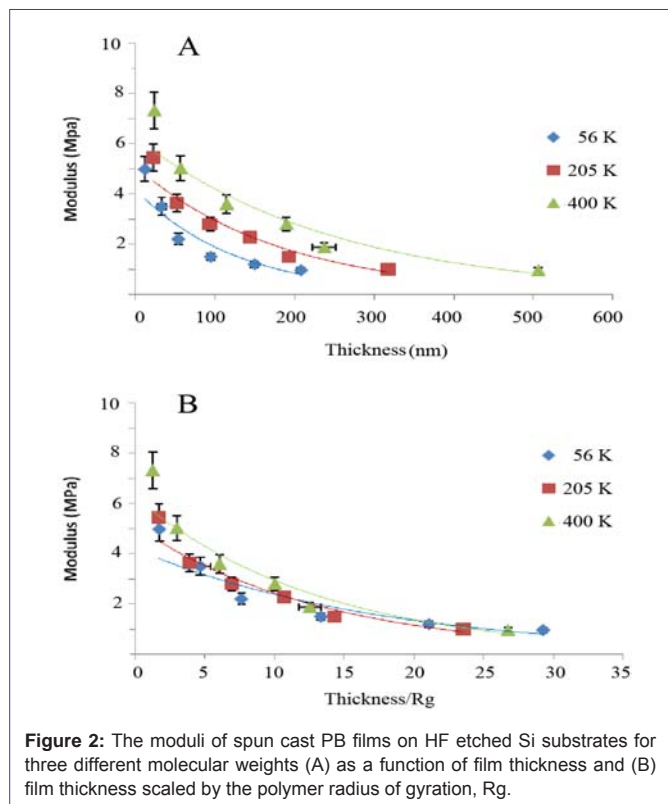 A
10
8
6
4
2
Modulus (Mpa)
56 K
205 K
400 K
0 100 200 300 400 500 600
Thickness (nm)
B
10
8
6
4
2
Modulus (MPa)
56 K
205 K
400 K
0 5 10 15 20 25 30 35
Thickness/Rg
Figure 2: The moduli of spun cast PB films on HF etched Si substrates for
three different molecular weights (A) as a function of film thickness and (B)
film thickness scaled by the polymer radius of gyration, Rg.